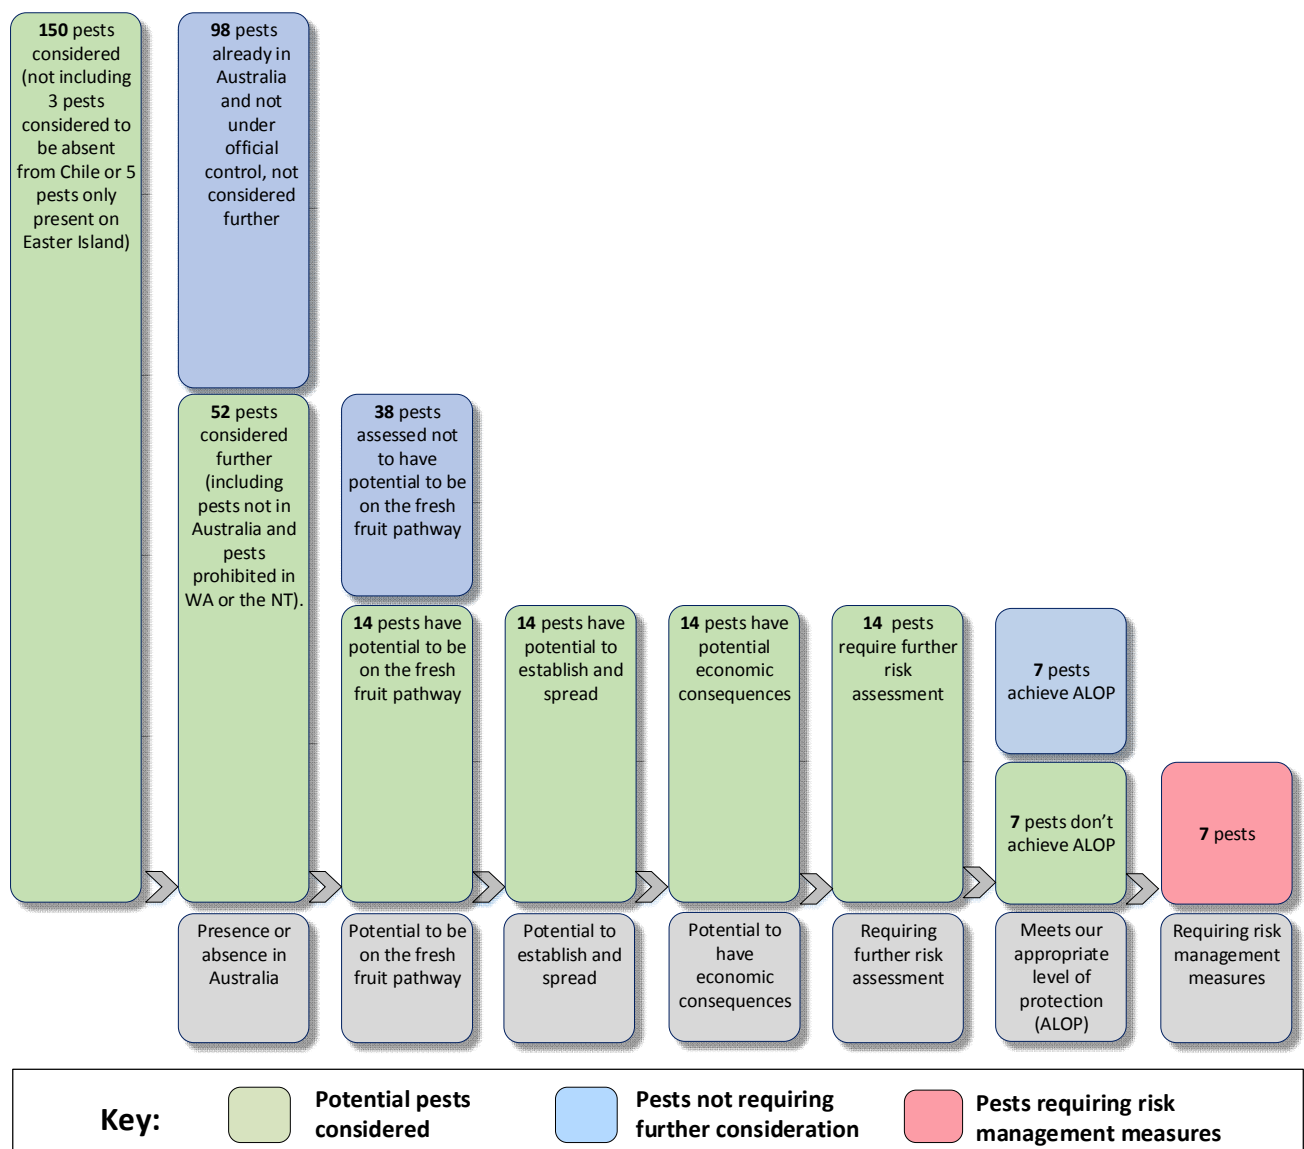 150 pests
considered
(not including
3 pests
considered to
be absent
from Chile or 5
pests only
present on
Easter Island)
98 pests
already in
Australia
and not
under
official
control, not
considered
further
52 pests
considered
further
(including
pests not in
Australia and
pests
prohibited in
WA or the NT).
38 pests
assessed not
to have
potential to be
on the fresh
fruit pathway
14 pests have
potential to be
on the fresh
fruit pathway
14 pests have
potential to
establish and
spread
14 pests have
potential
economic
consequences
14 pests
require further
risk
assessment
7 pests
achieve ALOP
7 pests don’t
achieve ALOP
7 pests
Presence or
absence in
Australia
Potential to be
on the fresh
fruit pathway
Potential to
establish and
spread
Potential to
have
economic
consequences
Requiring
further risk
assessment
Meets our
appropriate
level of
protection
(ALOP)
Requiring risk
management
measures
Key:
Potential pests
considered
Pests not requiring
further consideration
Pests requiring risk
management measures